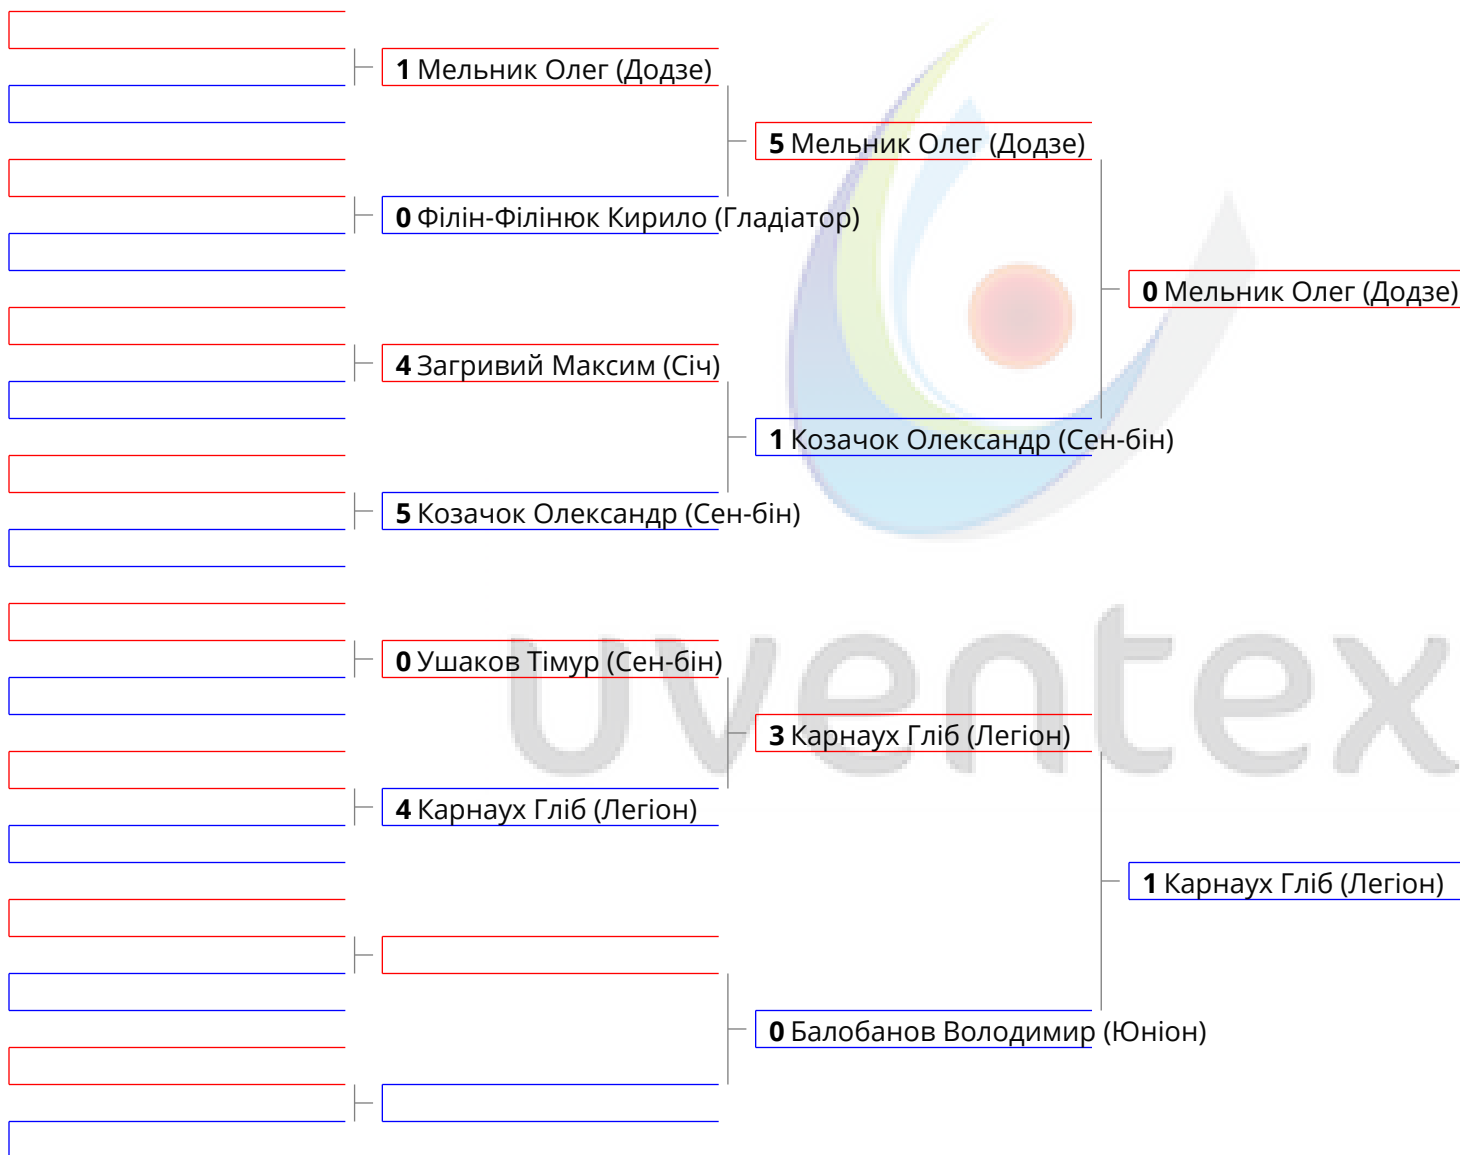 1 Мельник Олег (Додзе)
5 Мельник Олег (Додзе)
0 Філін-Філінюк Кирило (Гладіатор)
0 Мельник Олег (Додзе)
4 Загривий Максим (Січ)
1 Козачок Олександр (Сен-бін)
5 Козачок Олександр (Сен-бін)
0 Ушаков Тімур (Сен-бін)
uventex
3 Карнаух Гліб (Легіон)
4 Карнаух Гліб (Легіон)
1 Карнаух Гліб (Легіон)
0 Балобанов Володимир (Юніон)